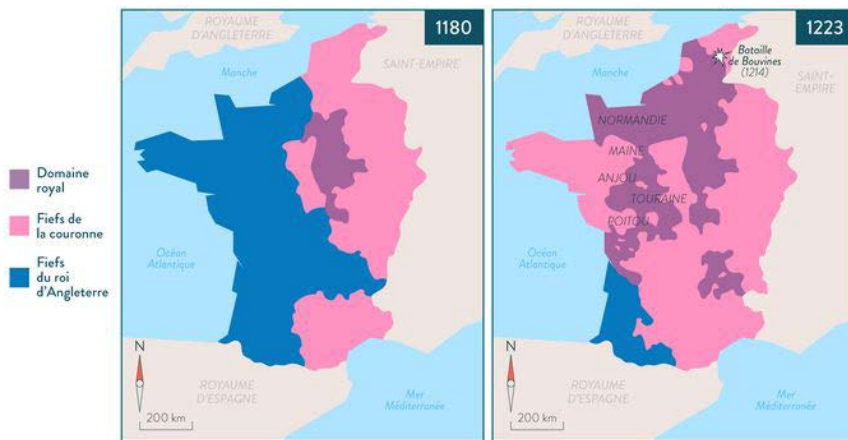 Domaine
royal
Fiefs de
la couronne
Fiefs
du roi
d'Angleterre
1180
ROYAUME
D'ANGLETERRE
Manche
SAINT-EMPIRE
Océan
Atlantique
N
200 km
ROYAUME
D'ESPAGNE
Mer
Méditerranée
1223
ROYAUME
D'ANGLETERRE
Bataille
de Bouvines
(1214)
Manche
SAINT-
EMPIRE
NORMANDIE
MAINE
ANJOU
TOURAINE
POITOU
Océan
Atlantique
N
200 km
ROYAUME
D'ESPAGNE
Mer
Méditerranée